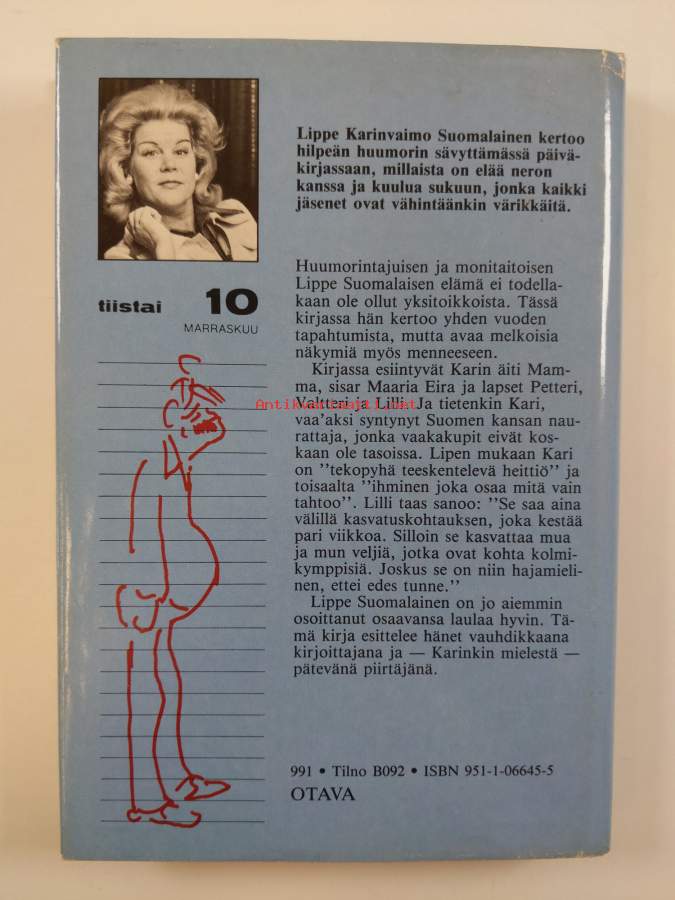 Lippe Karinvaimo Suomalainen kertoo
hilpeän huumorin sävyttämässä päivä-
kirjassaan, millaista on elää neron
kanssa ja kuulua sukuun, jonka kaikki
jäsenet ovat vähintäänkin värikkäitä.
tiistai 10
MARRASKUU
Huumorintajuisen ja monitaitoisen
Lippe Suomalaisen elämä ei todella-
kaan ole ollut yksitoikkoista. Tässä
kirjassa hän kertoo yhden vuoden
tapahtumista, mutta avaa melkoisia
näkymiä myös menneeseen.
Kirjassa esiintyvät Karin äiti Mam-
ma, sisar Maaria Eira ja lapset Petteri,
Valtteri ja Lilli. Ja tietenkin Kari,
Antikvariaatti.net
vaa'aksi syntynyt Suomen kansan nau-
rattaja, jonka vaakakupit eivät kos-
kaan ole tasoissa. Lipen mukaan Kari
on ''tekopyhä teeskentelevä heittiö'' ja
toisaalta ''ihminen joka osaa mitä vain
tahtoo''. Lilli taas sanoo: ''Se saa aina
välillä kasvatuskohtauksen, joka kestää
pari viikkoa. Silloin se kasvattaa mua
ja mun veljiä, jotka ovat kohta kolmi-
kymppisiä. Joskus se on niin hajamieli-
nen, ettei edes tunne.''
Lippe Suomalainen on jo aiemmin
osoittanut osaavansa laulaa hyvin. Tä-
mä kirja esittelee hänet vauhdikkaana
kirjoittajana ja — Karinkin mielestä —
pätevänä piirtäjänä.
991 • Tilno B092 • ISBN 951-1-06645-5
OTAVA